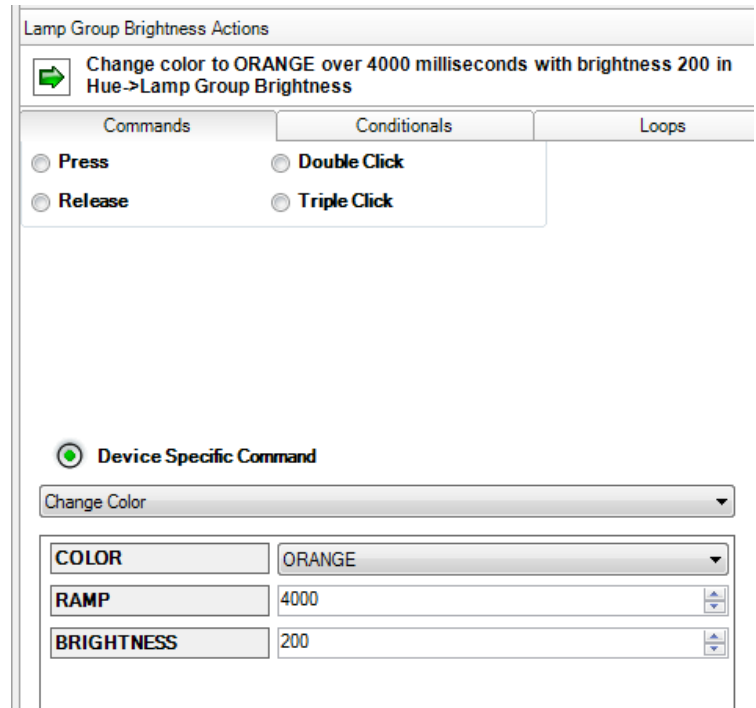 Lamp Group Brightness Actions
Change color to ORANGE over 4000 milliseconds with brightness 200 in
Hue->Lamp Group Brightness
Commands Conditionals Loops
Press Double Click
Release Triple Click
Device Specific Command
Change Color
COLOR ORANGE
RAMP 4000
BRIGHTNESS 200